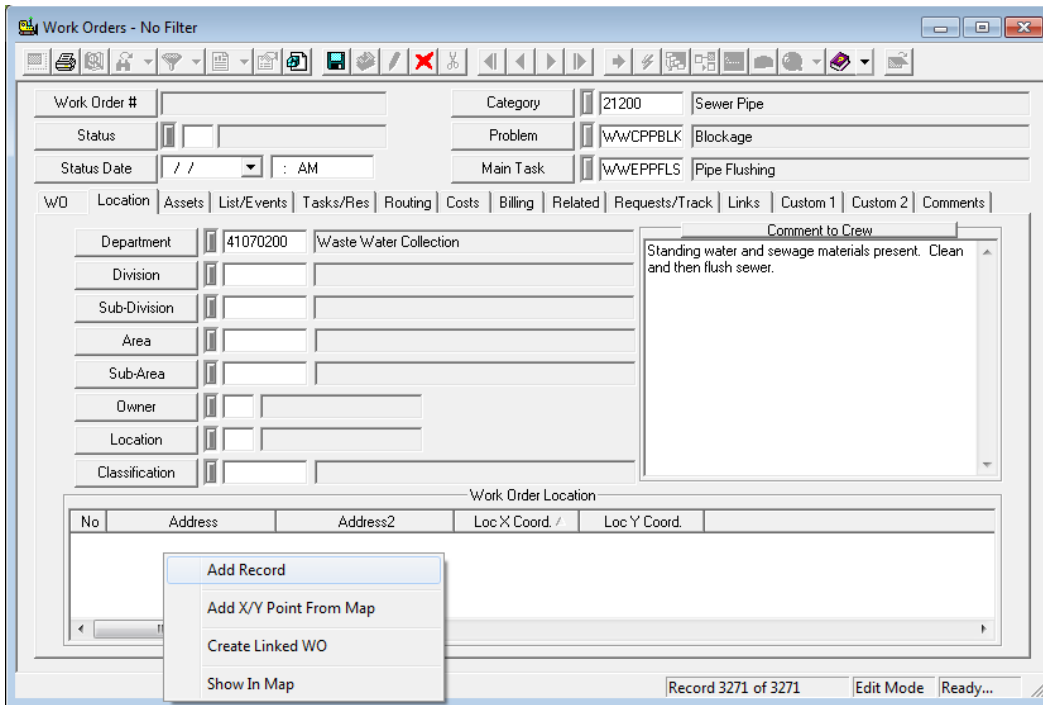 Work Orders - No Filter
Work Order # Category 21200 Sewer Pipe
Status Problem WWCPPBLK Blockage
Status Date / / : AM Main Task WWEPPFLS Pipe Flushing
WO Location Assets List/Events Tasks/Res Routing Costs Billing Related Requests/Track Links Custom 1 Custom 2 Comments
Department 41070200 Waste Water Collection
Division
Sub-Division
Area
Sub-Area
Owner
Location
Classification
Comment to Crew
Standing water and sewage materials present. Clean
and then flush sewer.
Work Order Location
No Address Address2 Loc X Coord. Loc Y Coord.
Add Record
Add X/Y Point From Map
Create Linked WO
Show In Map
Record 3271 of 3271 Edit Mode Ready...